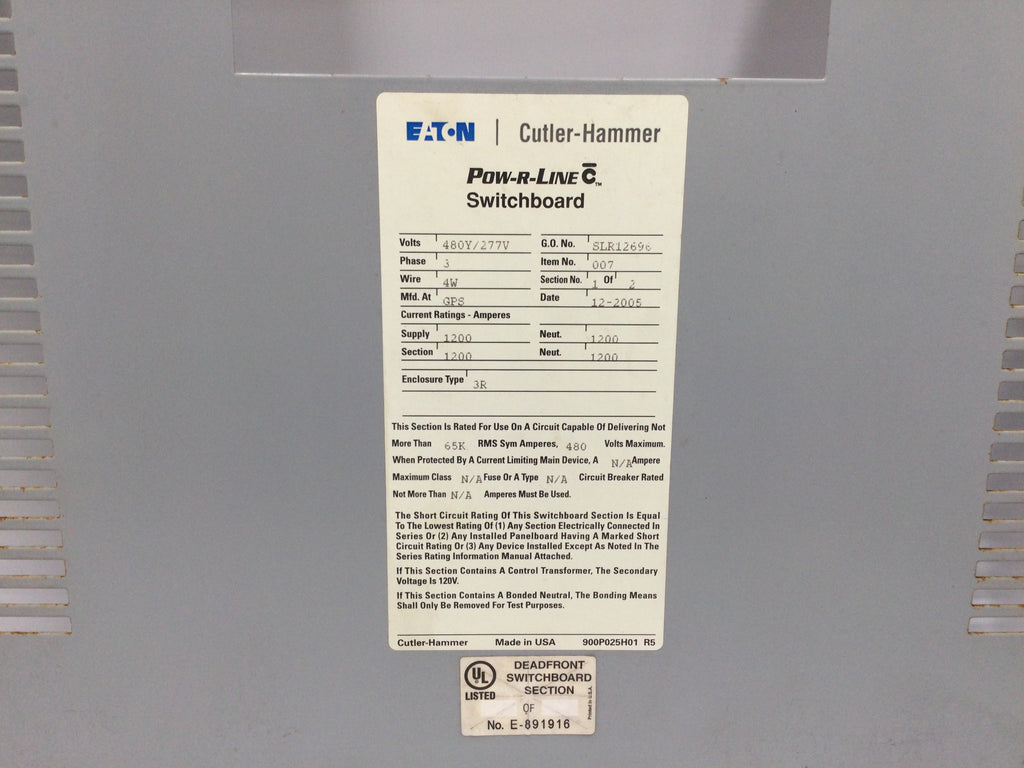 EATON | Cutler-Hammer
POW-R-LINE C™
Switchboard
Volts 480Y/277V G.O. No. SLR12696
Phase 3 Item No. 007
Wire 4W Section No. 1 Of 2
Mfd. At GPS Date 12-2005
Current Ratings - Amperes
Supply 1200 Neut. 1200
Section 1200 Neut. 1200
Enclosure Type 3R
This Section Is Rated For Use On A Circuit Capable Of Delivering Not
More Than 65K RMS Sym Amperes, 480 Volts Maximum.
When Protected By A Current Limiting Main Device, A N/A Ampere
Maximum Class N/A Fuse Or A Type N/A Circuit Breaker Rated
Not More Than N/A Amperes Must Be Used.
The Short Circuit Rating Of This Switchboard Section Is Equal
To The Lowest Rating Of (1) Any Section Electrically Connected In
Series Or (2) Any Installed Panelboard Having A Marked Short
Circuit Rating Or (3) Any Device Installed Except As Noted In The
Series Rating Information Manual Attached.
If This Section Contains A Control Transformer, The Secondary
Voltage Is 120V.
If This Section Contains A Bonded Neutral, The Bonding Means
Shall Only Be Removed For Test Purposes.
Cutler-Hammer Made in USA 900P025H01 R5
UL
LISTED
DEADFRONT
SWITCHBOARD
SECTION
OF
No. E-891916
Printed in U.S.A.